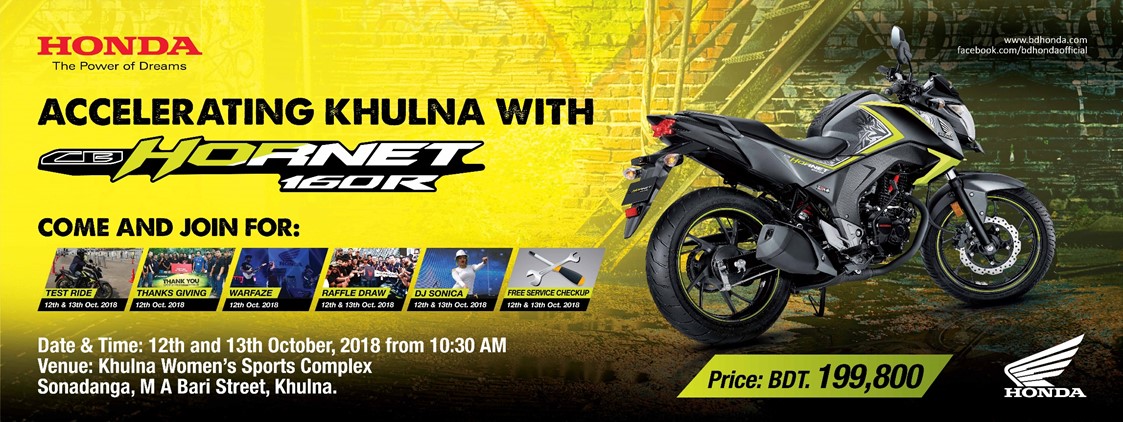 HONDA
The Power of Dreams
www.bdhonda.com
facebook.com/bdhondaofficial
ACCELERATING KHULNA WITH
CB HORNET
160R
COME AND JOIN FOR:
THANK YOU
TEST RIDE
12th & 13th Oct. 2018
THANKS GIVING
12th Oct. 2018
WARFAZE
12th & 13th Oct. 2018
RAFFLE DRAW
12th & 13th Oct. 2018
DJ SONICA
12th & 13th Oct. 2018
FREE SERVICE CHECKUP
12th & 13th Oct. 2018
Date & Time: 12th and 13th October, 2018 from 10:30 AM
Venue: Khulna Women's Sports Complex
Sonadanga, M A Bari Street, Khulna.
HORNET
Price: BDT. 199,800
HONDA